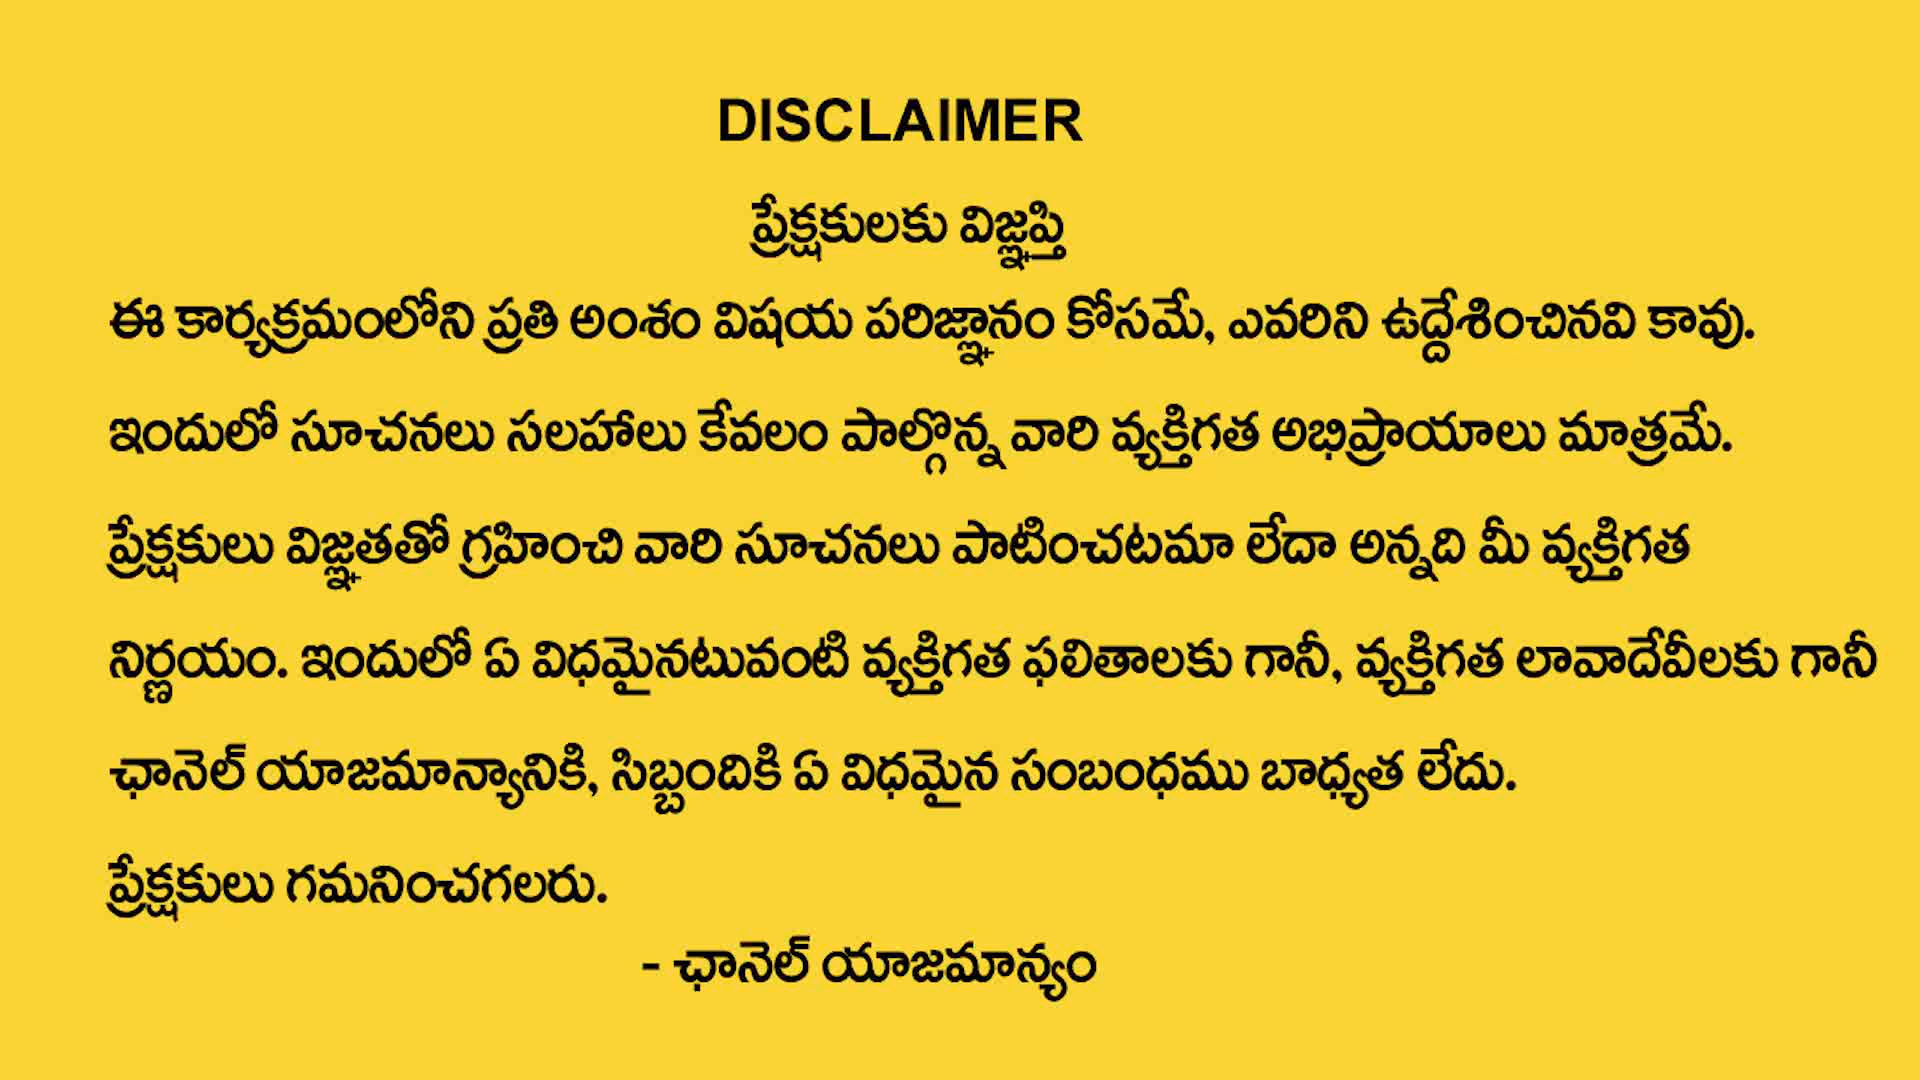 DISCLAIMER
ప్రేక్షకులకు విజ్ఞప్తి
ఈ కార్యక్రమంలోని ప్రతి అంశం విషయ పరిజ్ఞానం కోసమే, ఎవరిని ఉద్దేశించినవి కావు.
ఇందులో సూచనలు సలహాలు కేవలం పాల్గొన్న వారి వ్యక్తిగత అభిప్రాయాలు మాత్రమే.
ప్రేక్షకులు విజ్ఞతతో గ్రహించి వారి సూచనలు పాటించటమా లేదా అన్నది మీ వ్యక్తిగత
నిర్ణయం. ఇందులో ఏ విధమైనటువంటి వ్యక్తిగత ఫలితాలకు గానీ, వ్యక్తిగత లావాదేవీలకు గానీ
ఛానెల్ యాజమాన్యానికి, సిబ్బందికి ఏ విధమైన సంబంధము బాధ్యత లేదు.
ప్రేక్షకులు గమనించగలరు.
- ఛానెల్ యాజమాన్యం